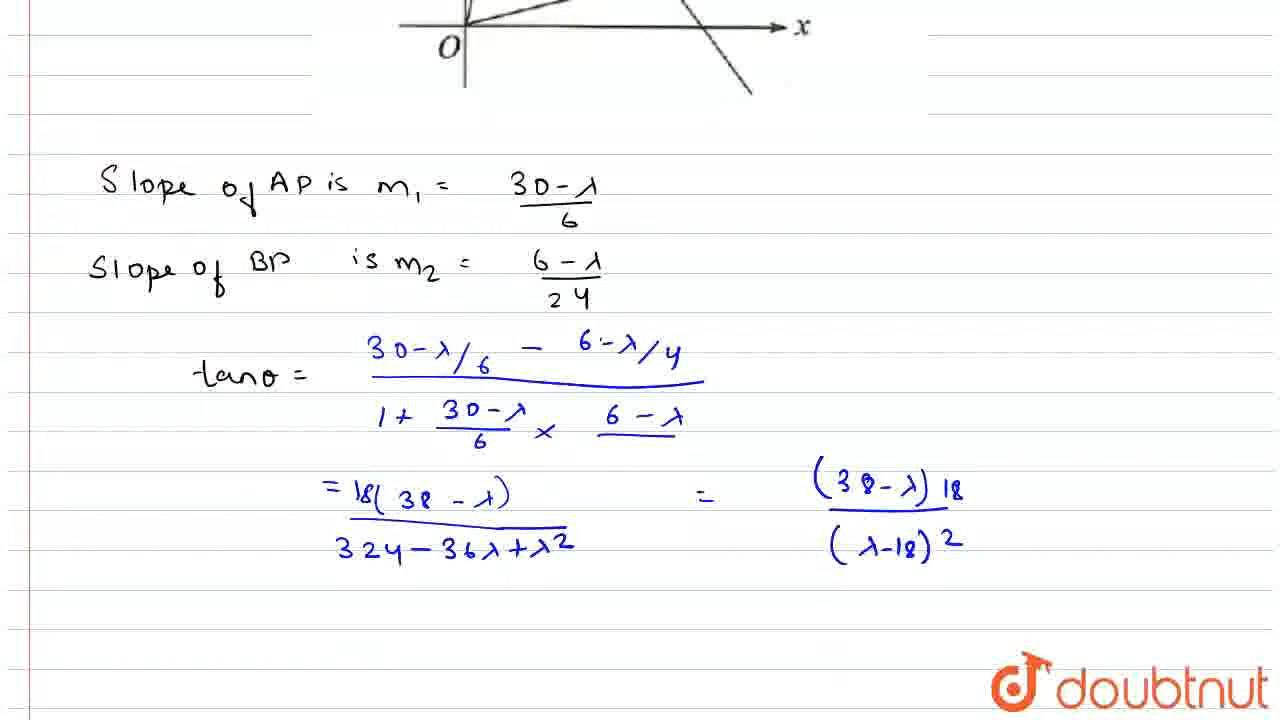 x
O
Slope of AP is m₁ = 30-λ/6
Slope of BP is m₂ = 6-λ/24
tanθ = 30-λ/6 - 6-λ/4
1 + 30-λ/6 × 6-λ
= 18(38-λ)/324-36λ+λ² = (38-λ)18/(λ-18)²
doubtnut